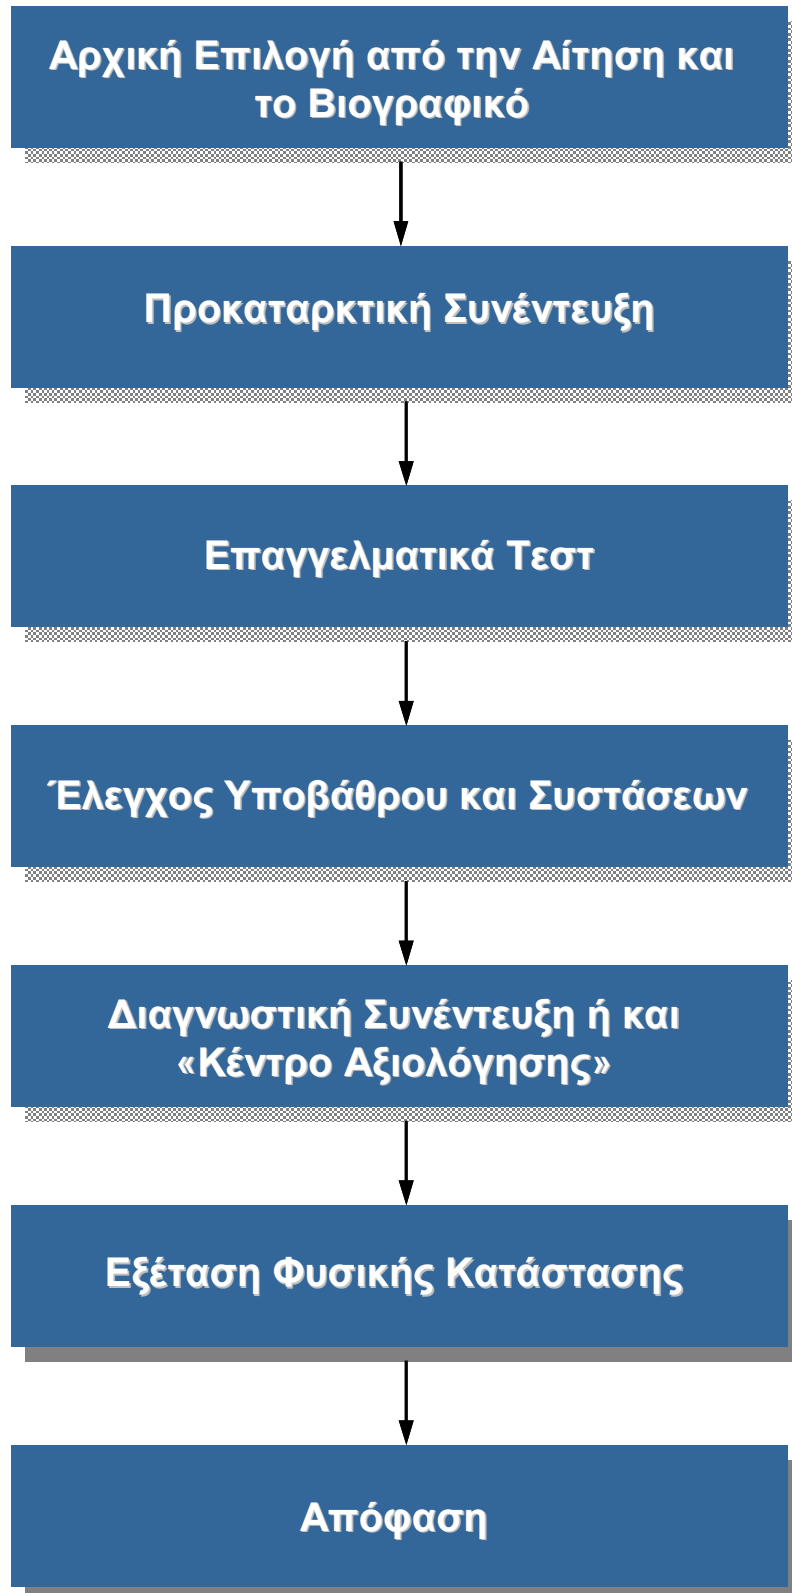 Αρχική Επιλογή από την Αίτηση και
το Βιογραφικό
Προκαταρκτική Συνέντευξη
Επαγγελματικά Τεστ
Έλεγχος Υποβάθρου και Συστάσεων
Διαγνωστική Συνέντευξη ή και
«Κέντρο Αξιολόγησης»
Εξέταση Φυσικής Κατάστασης
Απόφαση